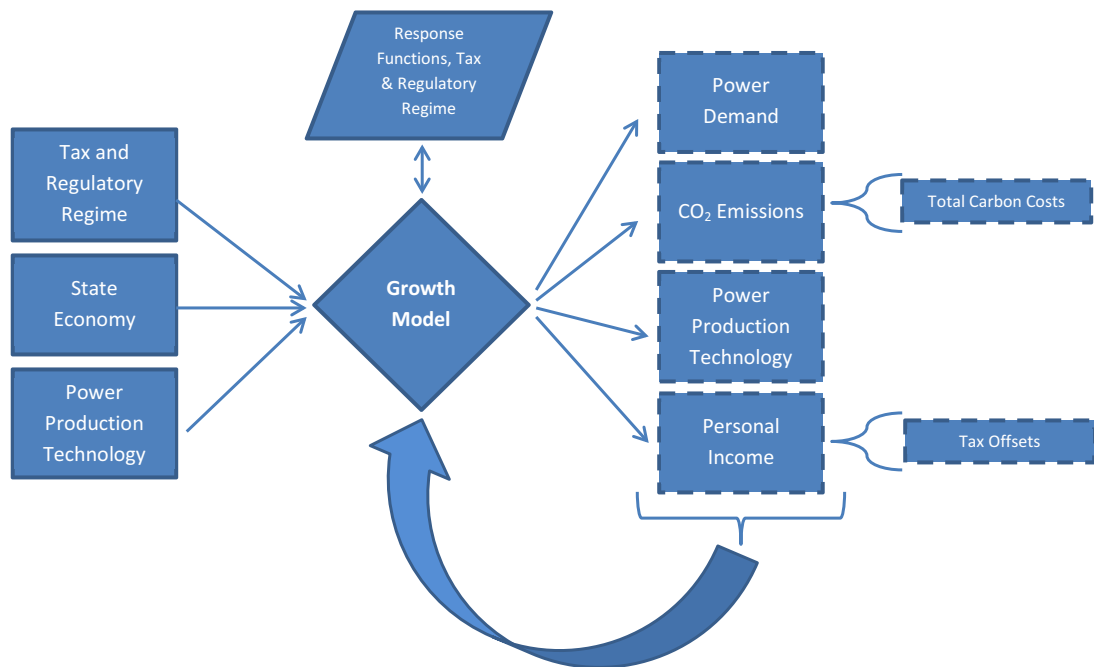 Response
Functions, Tax
& Regulatory
Regime
Tax and
Regulatory
Regime
State
Economy
Power
Production
Technology
Growth
Model
Power
Demand
CO₂ Emissions
Power
Production
Technology
Personal
Income
Total Carbon Costs
Tax Offsets